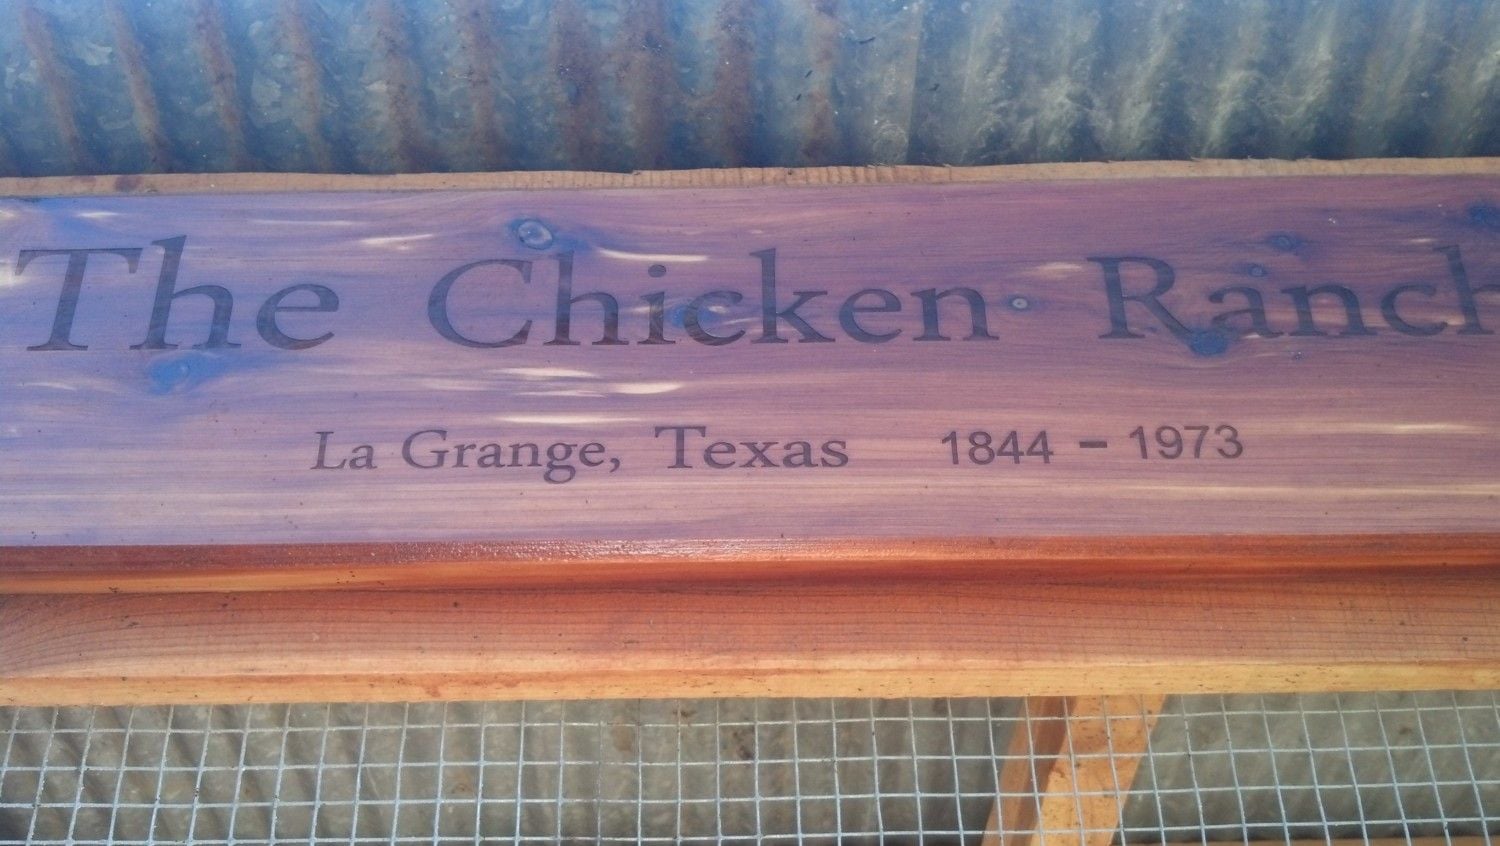 The Chicken Ranch
La Grange, Texas 1844 - 1973